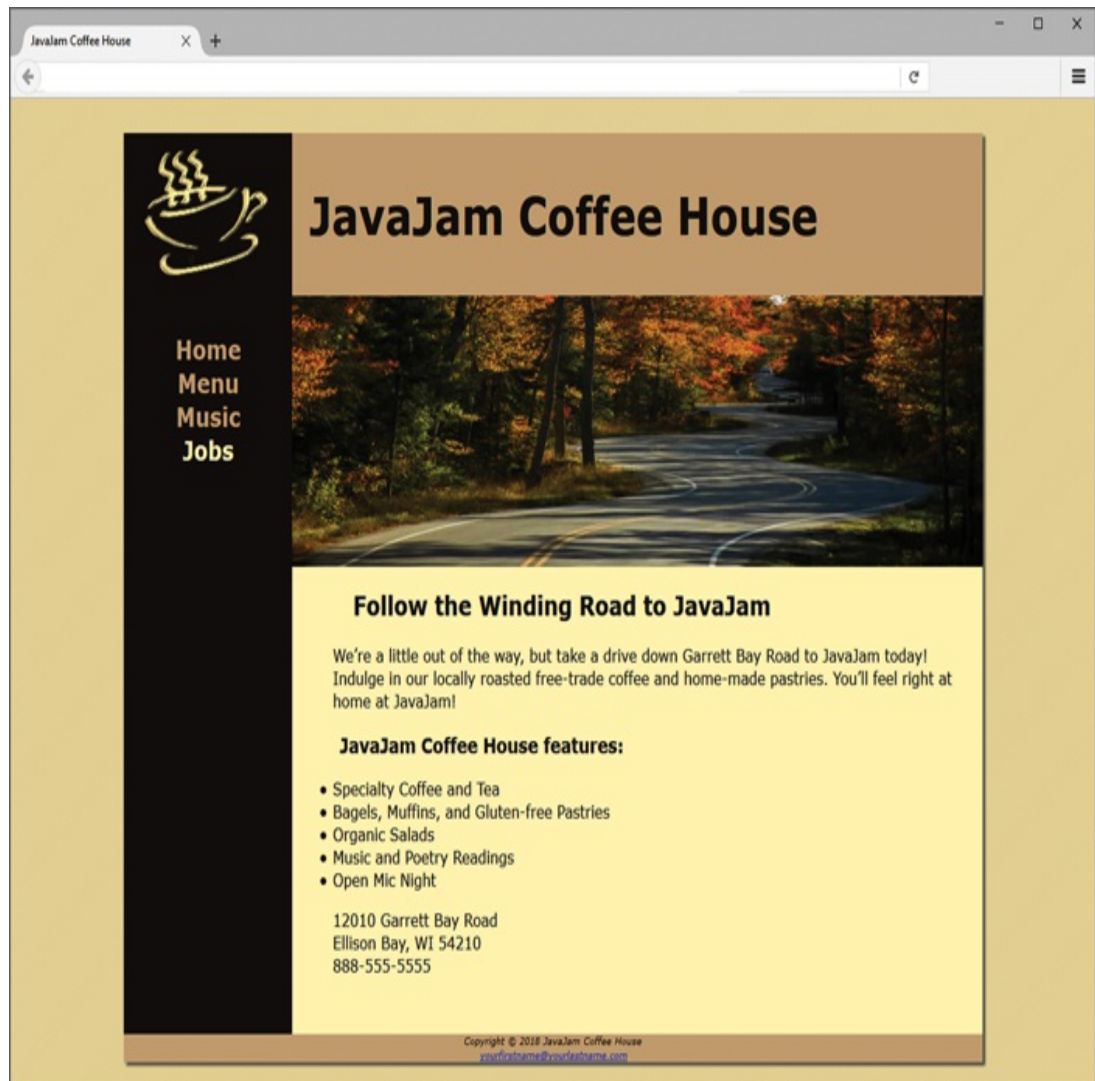 JavaJam Coffee House
JavaJam Coffee House
Home
Menu
Music
Jobs
Follow the Winding Road to JavaJam
We’re a little out of the way, but take a drive down Garrett Bay Road to JavaJam today!
Indulge in our locally roasted free-trade coffee and home-made pastries. You’ll feel right at
home at JavaJam!
JavaJam Coffee House features:
• Specialty Coffee and Tea
• Bagels, Muffins, and Gluten-free Pastries
• Organic Salads
• Music and Poetry Readings
• Open Mic Night
12010 Garrett Bay Road
Ellison Bay, WI 54210
888-555-5555
Copyright © 2018 JavaJam Coffee House
yourfirstname@yourlastname.com